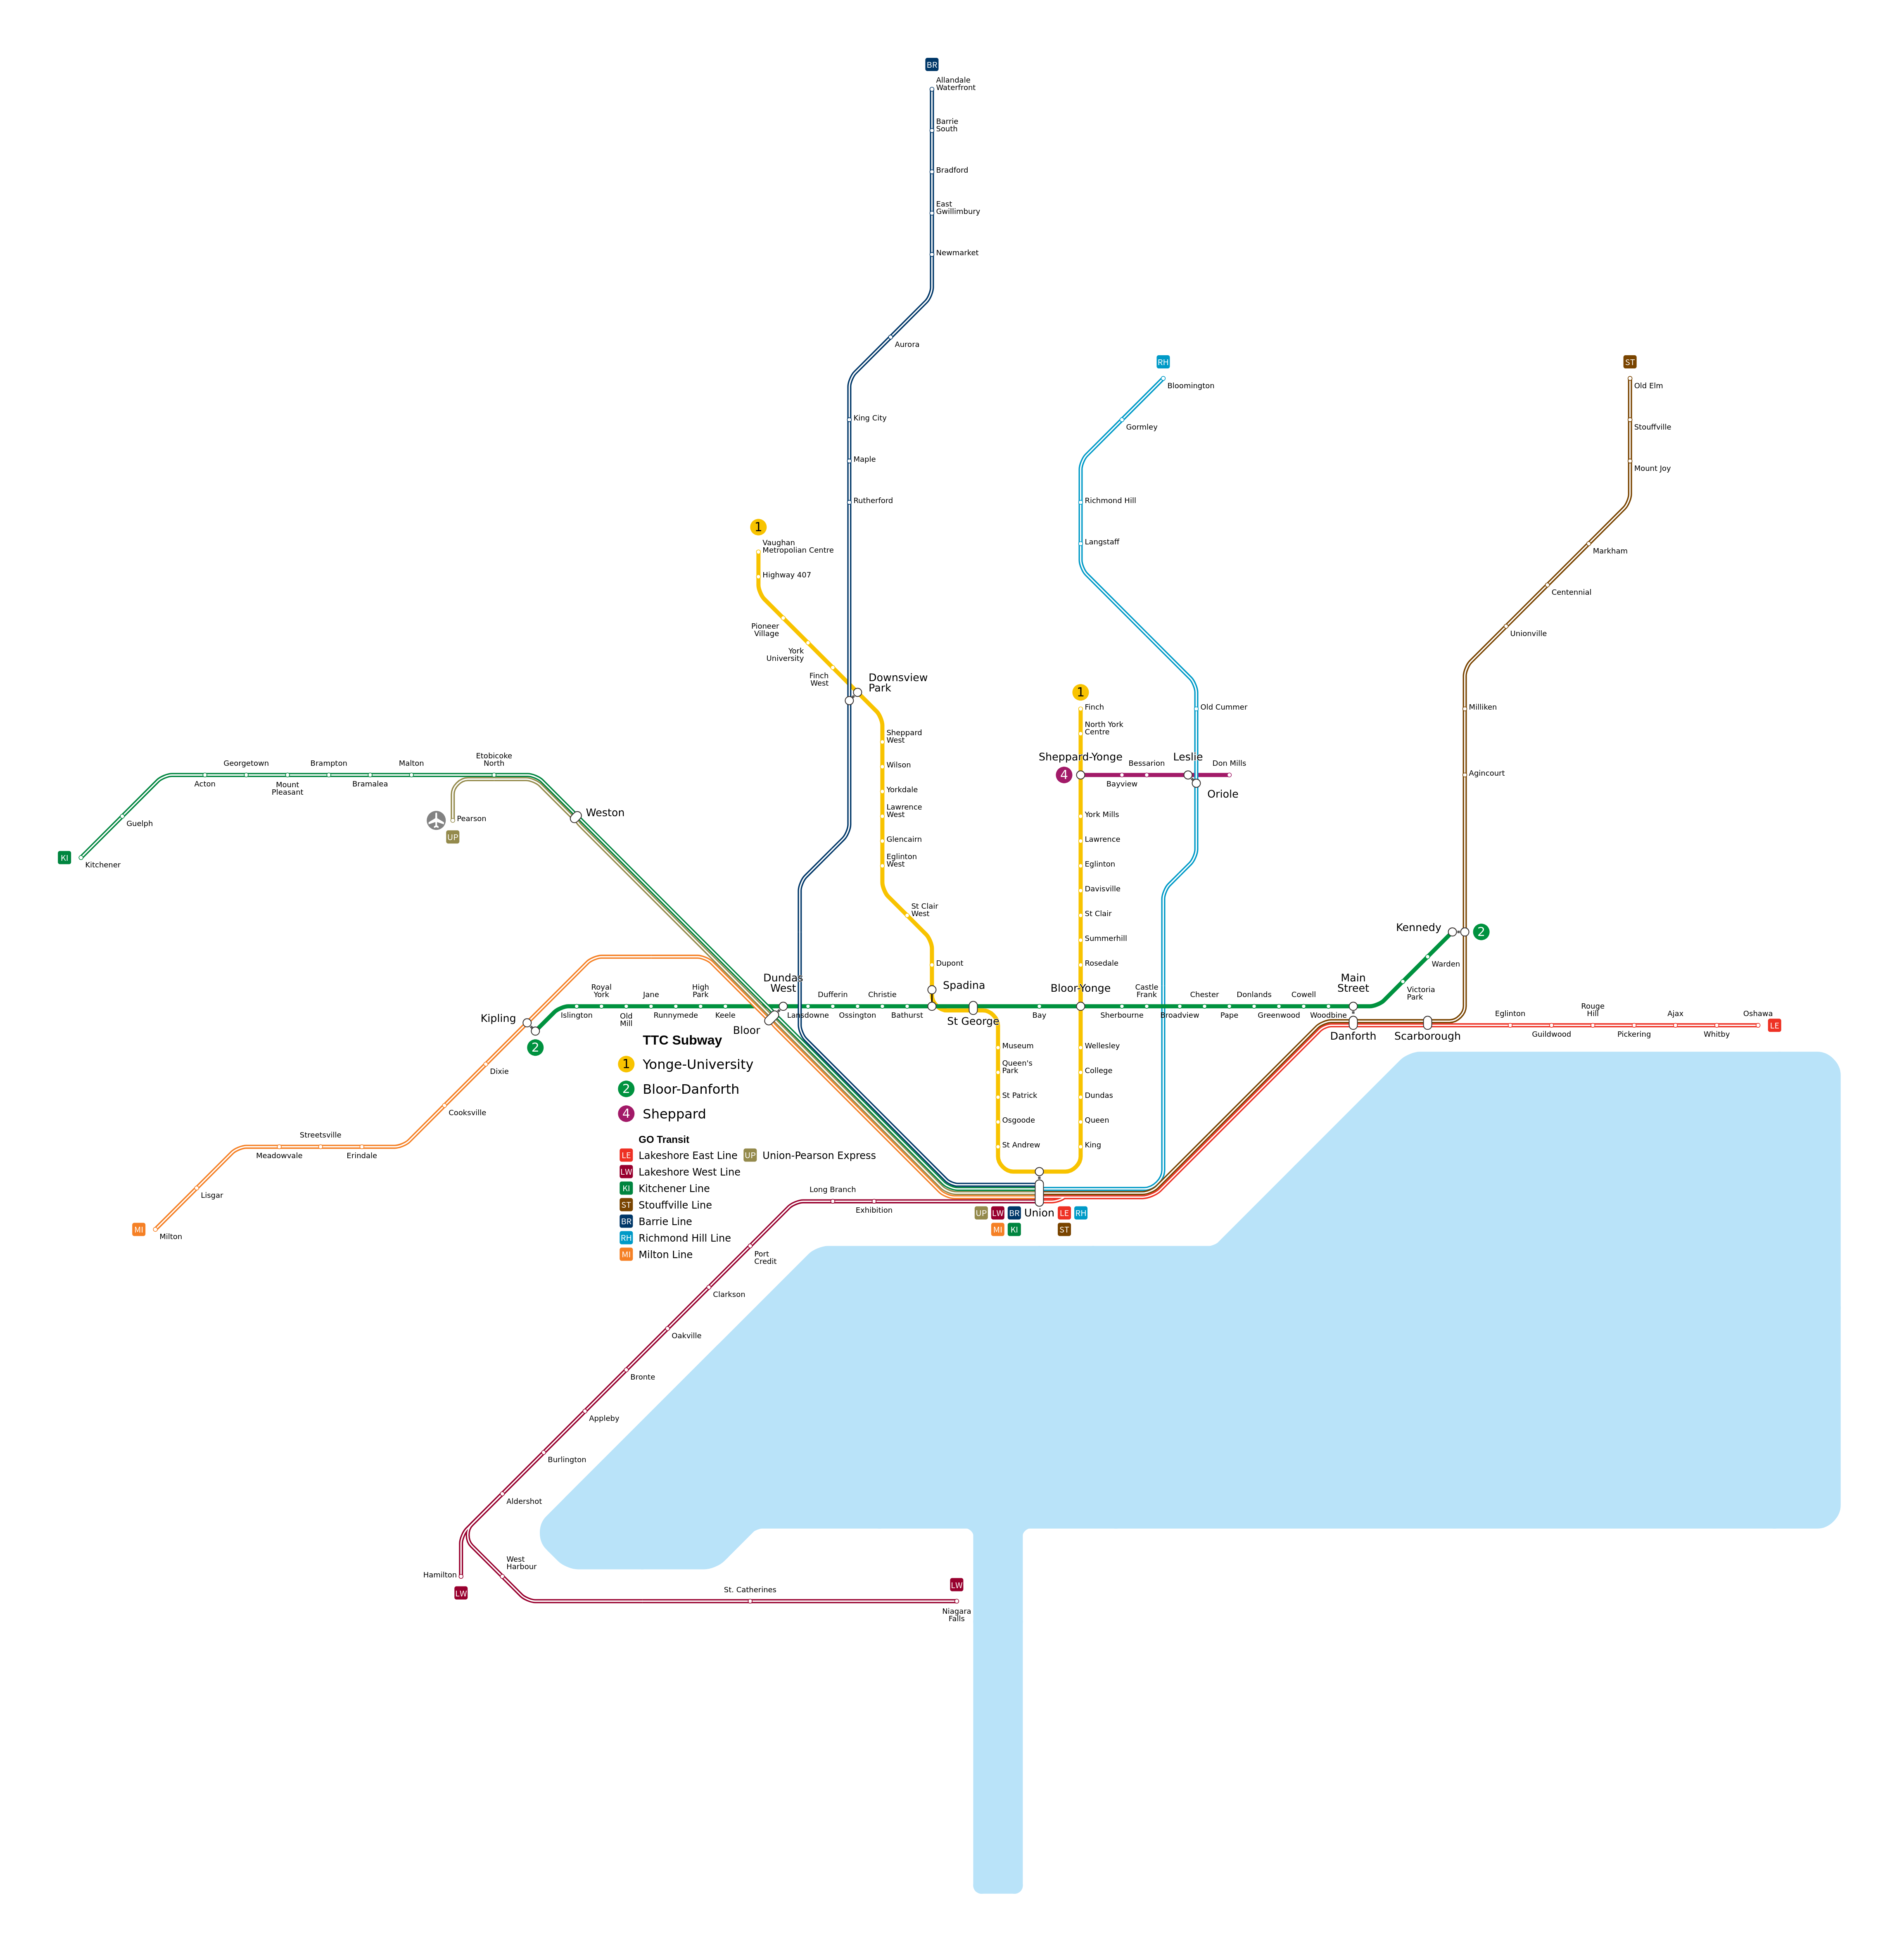 BR
Allandale
Waterfront
Barrie
South
Bradford
East
Gwillimbury
Newmarket
Aurora
King City
Maple
Rutherford
RH
Bloomington
Gormley
Richmond Hill
Langstaff
Old Cummer
ST
Old Elm
Stouffville
Mount Joy
Markham
Centennial
Unionville
Milliken
Agincourt
1
Vaughan
Metropolian Centre
Highway 407
Pioneer
Village
York
University
Finch
West
Downsview
Park
Sheppard
West
Wilson
Yorkdale
Lawrence
West
Glencairn
Eglinton
West
St Clair
West
Dupont
Spadina
St George
1
Finch
North York
Centre
Sheppard-Yonge
4
Bayview
Bessarion
Leslie
Don Mills
Oriole
York Mills
Lawrence
Eglinton
Davisville
St Clair
Summerhill
Rosedale
Bloor-Yonge
KI
Kitchener
Guelph
Acton
Georgetown
Mount
Pleasant
Brampton
Bramalea
Malton
Etobicoke
North
Pearson
UP
Weston
Kipling
2
Islington
Royal
York
Old
Mill
Jane
Runnymede
High
Park
Keele
Dundas
West
Bloor
Lansdowne
Dufferin
Ossington
Christie
Bathurst
Bay
Sherbourne
Castle
Frank
Broadview
Chester
Pape
Donlands
Greenwood
Cowell
Woodbine
Main
Street
Danforth
Victoria
Park
Warden
Kennedy
2
Scarborough
Eglinton
Guildwood
Rouge
Hill
Pickering
Ajax
Whitby
Oshawa
LE
Museum
Queen's
Park
St Patrick
Osgoode
St Andrew
Wellesley
College
Dundas
Queen
King
Union
UP
LW
BR
LE
RH
MI
KI
ST
Dixie
Cooksville
Erindale
Streetsville
Meadowvale
Lisgar
Milton
MI
TTC Subway
1 Yonge-University
2 Bloor-Danforth
4 Sheppard
GO Transit
LE Lakeshore East Line
UP Union-Pearson Express
LW Lakeshore West Line
KI Kitchener Line
ST Stouffville Line
BR Barrie Line
RH Richmond Hill Line
MI Milton Line
Long Branch
Exhibition
Port
Credit
Clarkson
Oakville
Bronte
Appleby
Burlington
Aldershot
Hamilton
LW
West
Harbour
St. Catherines
LW
Niagara
Falls